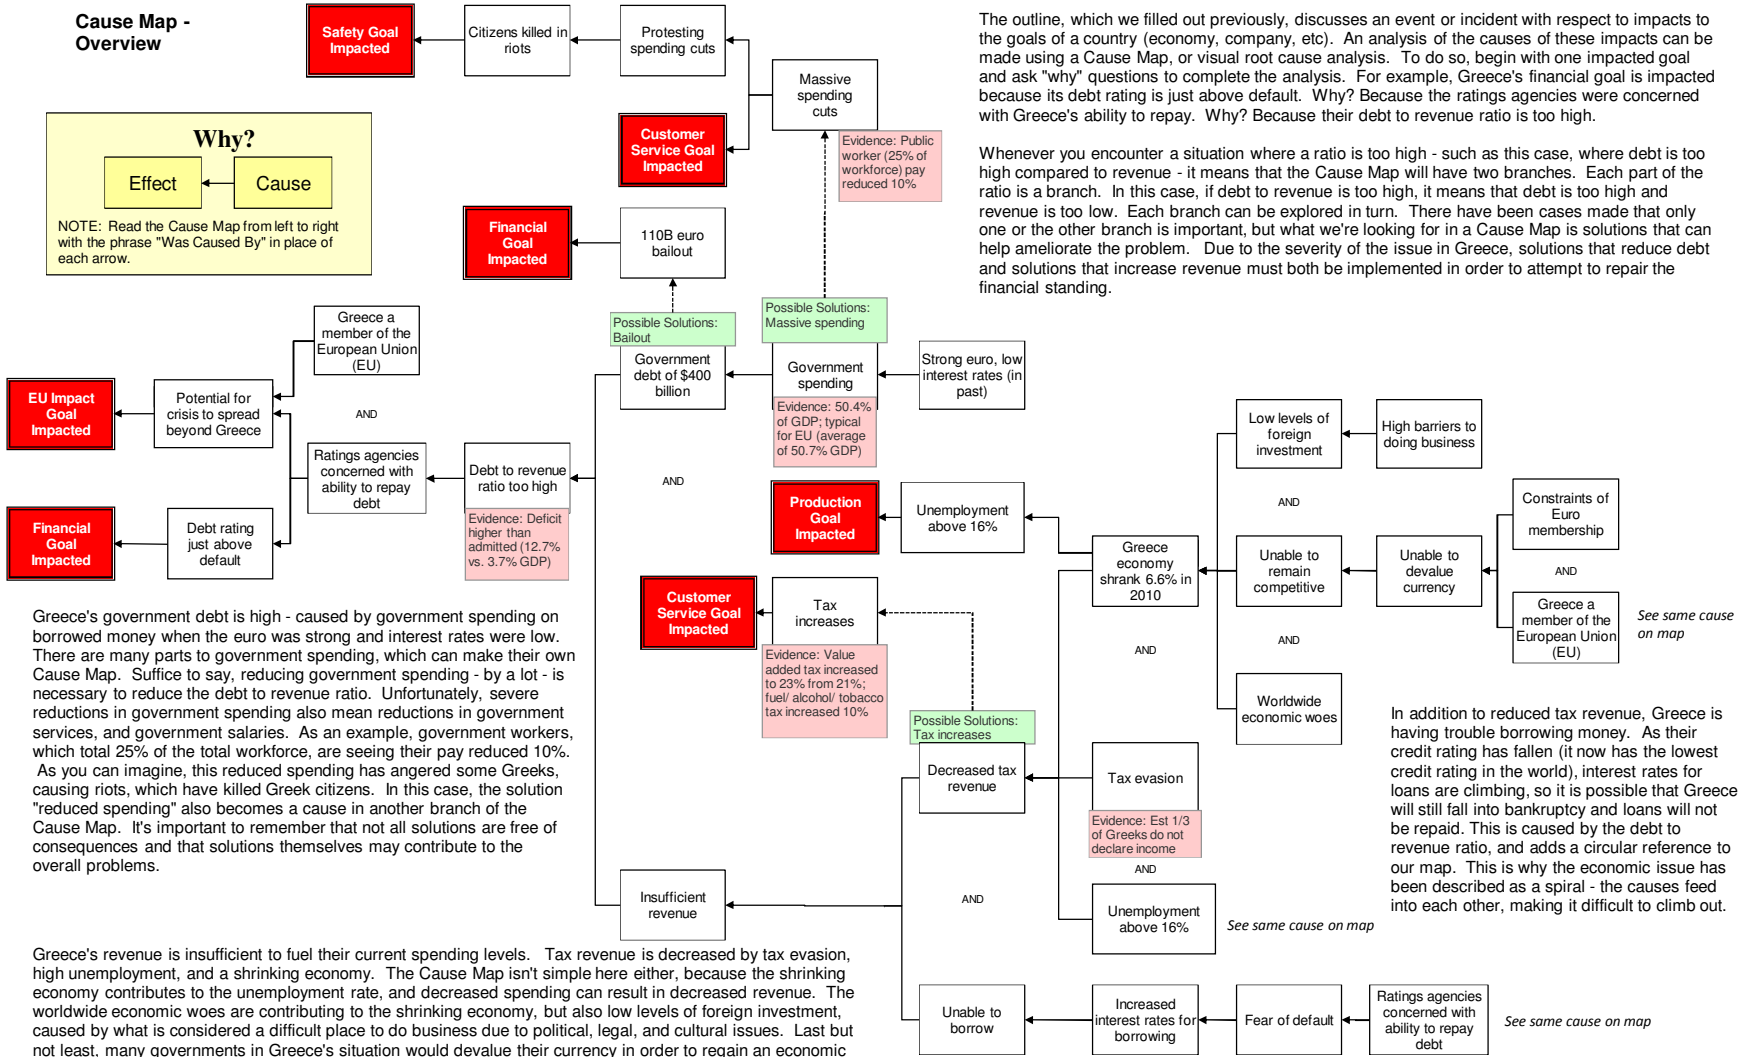 Cause Map -
Overview
Safety Goal
Impacted
Citizens killed in
riots
Protesting
spending cuts
Massive
spending
cuts
Customer
Service Goal
Impacted
Evidence: Public
worker (25% of
workforce) pay
reduced 10%
Why?
Effect
Cause
NOTE: Read the Cause Map from left to right
with the phrase "Was Caused By" in place of
each arrow.
Financial
Goal
Impacted
110B euro
bailout
The outline, which we filled out previously, discusses an event or incident with respect to impacts to
the goals of a country (economy, company, etc). An analysis of the causes of these impacts can be
made using a Cause Map, or visual root cause analysis. To do so, begin with one impacted goal
and ask "why" questions to complete the analysis. For example, Greece's financial goal is impacted
because its debt rating is just above default. Why? Because the ratings agencies were concerned
with Greece's ability to repay. Why? Because their debt to revenue ratio is too high.
Whenever you encounter a situation where a ratio is too high - such as this case, where debt is too
high compared to revenue - it means that the Cause Map will have two branches. Each part of the
ratio is a branch. In this case, if debt to revenue is too high, it means that debt is too high and
revenue is too low. Each branch can be explored in turn. There have been cases made that only
one or the other branch is important, but what we're looking for in a Cause Map is solutions that can
help ameliorate the problem. Due to the severity of the issue in Greece, solutions that reduce debt
and solutions that increase revenue must both be implemented in order to attempt to repair the
financial standing.
Greece a
member of the
European Union
(EU)
Possible Solutions:
Bailout
Government
debt of $400
billion
Possible Solutions:
Massive spending
Government
spending
Evidence: 50.4%
of GDP; typical
for EU (average
of 50.7% GDP)
Strong euro, low
interest rates (in
past)
EU Impact
Goal
Impacted
Potential for
crisis to spread
beyond Greece
AND
Ratings agencies
concerned with
ability to repay
debt
Debt to revenue
ratio too high
Evidence: Deficit
higher than
admitted (12.7%
vs. 3.7% GDP)
AND
Financial
Goal
Impacted
Debt rating
just above
default
Production
Goal
Impacted
Unemployment
above 16%
Low levels of
foreign
investment
High barriers to
doing business
AND
Greece
economy
shrank 6.6% in
2010
Unable to
remain
competitive
Unable to
devalue
currency
Constraints of
Euro
membership
AND
Greece a
member of the
European Union
(EU)
See same cause
on map
AND
Worldwide
economic woes
Customer
Service Goal
Impacted
Tax
increases
Evidence: Value
added tax increased
to 23% from 21%;
fuel/ alcohol/ tobacco
tax increased 10%
AND
Possible Solutions:
Tax increases
Decreased tax
revenue
Tax evasion
Evidence: Est 1/3
of Greeks do not
declare income
AND
Unemployment
above 16%
See same cause on map
AND
Insufficient
revenue
Unable to
borrow
Increased
interest rates for
borrowing
Fear of default
Ratings agencies
concerned with
ability to repay
debt
See same cause on map
Greece's government debt is high - caused by government spending on
borrowed money when the euro was strong and interest rates were low.
There are many parts to government spending, which can make their own
Cause Map. Suffice to say, reducing government spending - by a lot - is
necessary to reduce the debt to revenue ratio. Unfortunately, severe
reductions in government spending also mean reductions in government
services, and government salaries. As an example, government workers,
which total 25% of the total workforce, are seeing their pay reduced 10%.
As you can imagine, this reduced spending has angered some Greeks,
causing riots, which have killed Greek citizens. In this case, the solution
"reduced spending" also becomes a cause in another branch of the
Cause Map. It's important to remember that not all solutions are free of
consequences and that solutions themselves may contribute to the
overall problems.
In addition to reduced tax revenue, Greece is
having trouble borrowing money. As their
credit rating has fallen (it now has the lowest
credit rating in the world), interest rates for
loans are climbing, so it is possible that Greece
will still fall into bankruptcy and loans will not
be repaid. This is caused by the debt to
revenue ratio, and adds a circular reference to
our map. This is why the economic issue has
been described as a spiral - the causes feed
into each other, making it difficult to climb out.
Greece's revenue is insufficient to fuel their current spending levels. Tax revenue is decreased by tax evasion,
high unemployment, and a shrinking economy. The Cause Map isn't simple here either, because the shrinking
economy contributes to the unemployment rate, and decreased spending can result in decreased revenue. The
worldwide economic woes are contributing to the shrinking economy, but also low levels of foreign investment,
caused by what is considered a difficult place to do business due to political, legal, and cultural issues. Last but
not least, many governments in Greece's situation would devalue their currency in order to regain an economic